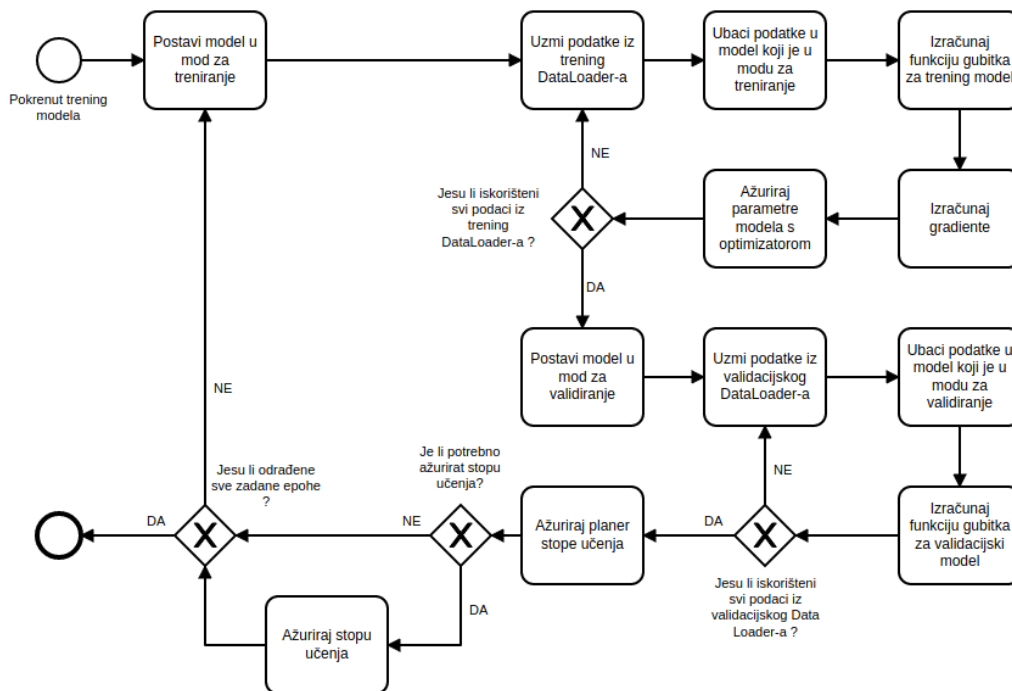 Postavi model u
mod za
treniranje
Uzmi podatke iz
trening
DataLoader-a
Ubaci podatke u
model koji je u
modu za
treniranje
Izračunaj
funkciju gubitka
za trening model
Pokrenut trening
modela
NE
Jesu li iskorišteni
svi podaci iz
trening
DataLoader-a ?
Ažuriraj
parametre
modela s
optimizatorom
Izračunaj
gradiente
DA
Postavi model u
mod za
validiranje
Uzmi podatke iz
validacijskog
DataLoader-a
Ubaci podatke u
model koji je u
modu za
validiranje
NE
Jesu li odrađene
sve zadane epohe
?
Je li potrebno
ažurirat stopu
učenja?
NE
DA
NE
Ažuriraj planer
stope učenja
DA
Izračunaj
funkciju gubitka
za validacijski
model
DA
Jesu li iskorišteni
svi podaci iz
validacijskog Data
Loader-a ?
Ažuriraj stopu
učenja